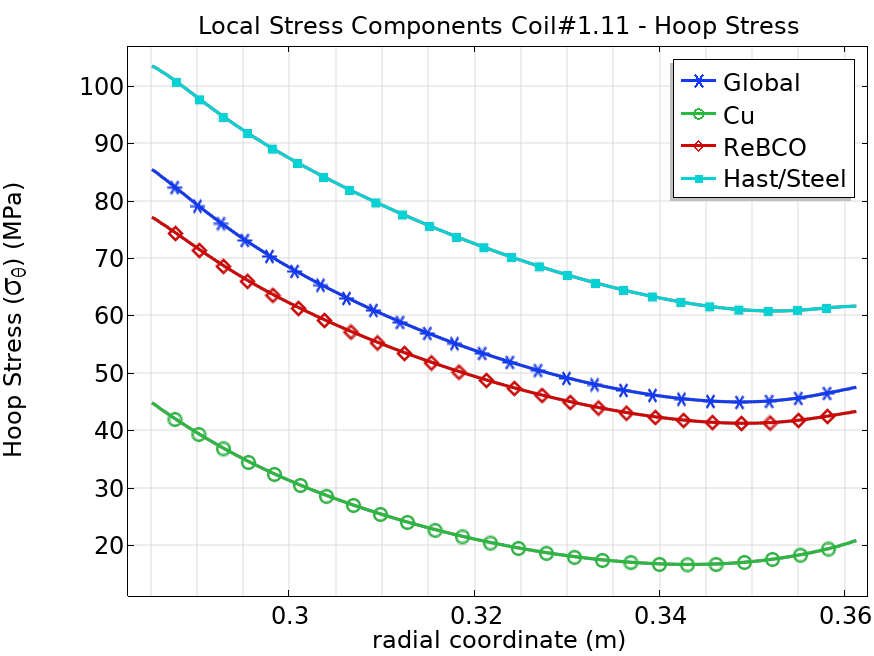 Local Stress Components Coil#1.11 - Hoop Stress
Global
Cu
ReBCO
Hast/Steel
Hoop Stress (σθ) (MPa)
100
90
80
70
60
50
40
30
20
0.3
0.32
0.34
0.36
radial coordinate (m)